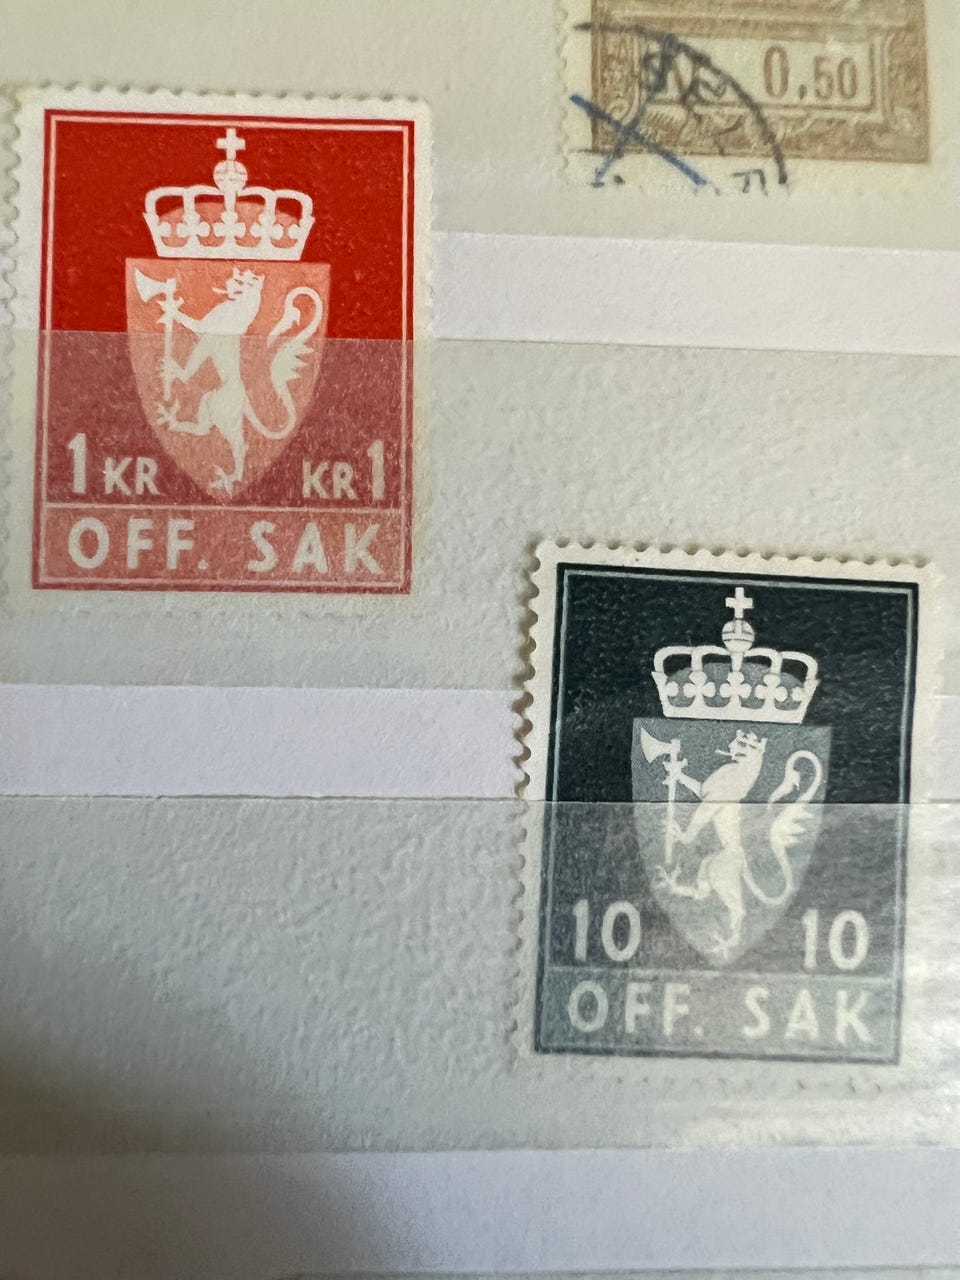 0,50
1 KR KR 1
OFF. SAK
10 10
OFF. SAK